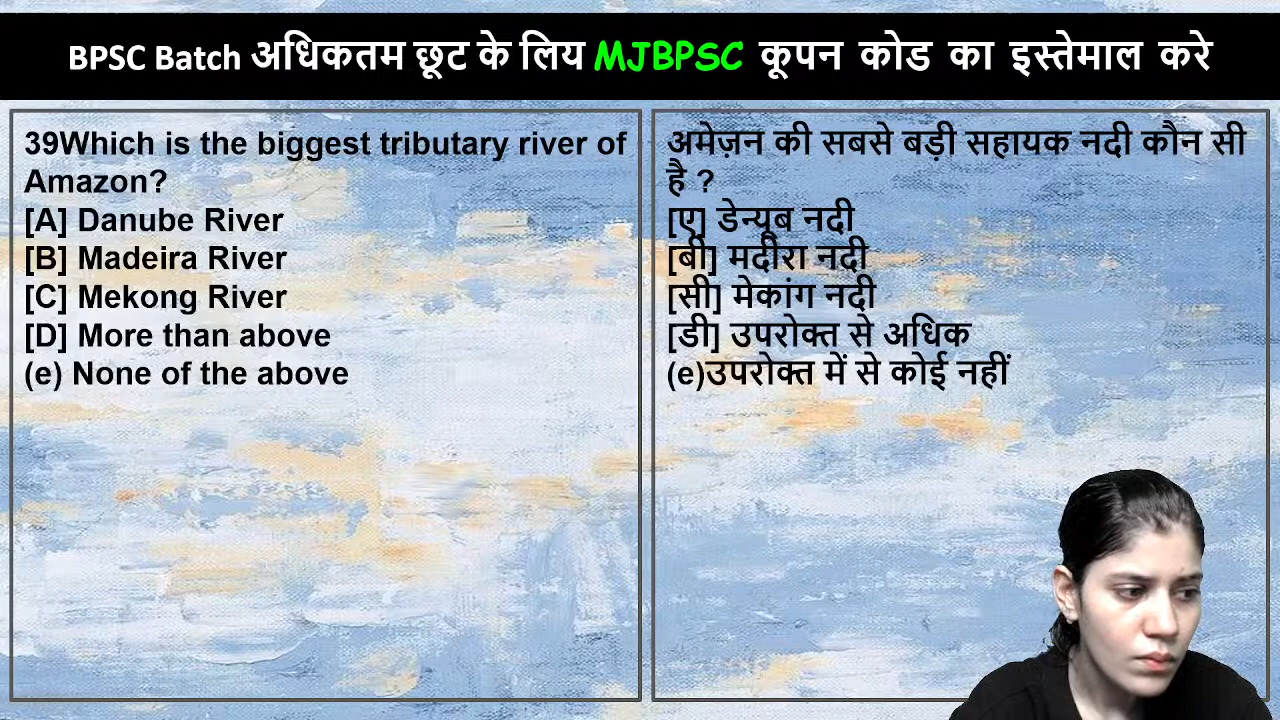 BPSC Batch अधिकतम छूट के लिय MJBPSC कूपन कोड का इस्तेमाल करे
39Which is the biggest tributary river of
Amazon?
[A] Danube River
[B] Madeira River
[C] Mekong River
[D] More than above
(e) None of the above
अमेज़न की सबसे बड़ी सहायक नदी कौन सी
है ?
[ए] डेन्यूब नदी
[बी] मदीरा नदी
[सी] मेकांग नदी
[डी] उपरोक्त से अधिक
(e)उपरोक्त में से कोई नहीं